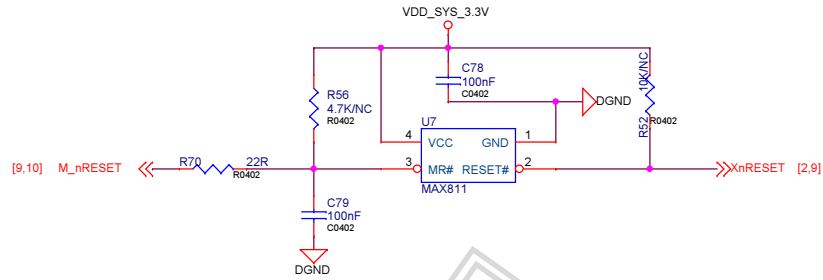 VDD_SYS_3.3V
C78
100nF
C0402
R56
4.7K/NC
R0402
DGND
10K/NC
R52
R0402
U7
4 VCC GND 1
[9,10] M_nRESET R70 22R 3 MR# RESET# 2 XnRESET [2,9]
R0402
MAX811
C79
100nF
C0402
DGND